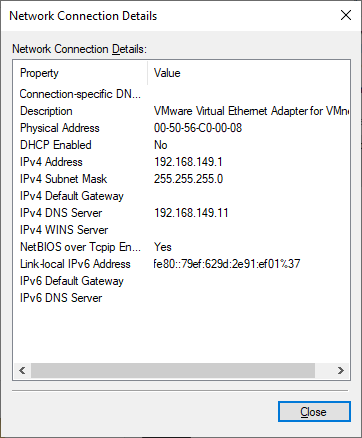 Network Connection Details
Network Connection Details:
Property Value
Connection-specific DN...
Description VMware Virtual Ethernet Adapter for VMn
Physical Address 00-50-56-C0-00-08
DHCP Enabled No
IPv4 Address 192.168.149.1
IPv4 Subnet Mask 255.255.255.0
IPv4 Default Gateway
IPv4 DNS Server 192.168.149.11
IPv4 WINS Server
NetBIOS over Tcpip En... Yes
Link-local IPv6 Address fe80::79ef:629d:2e91:ef01%37
IPv6 Default Gateway
IPv6 DNS Server
Close